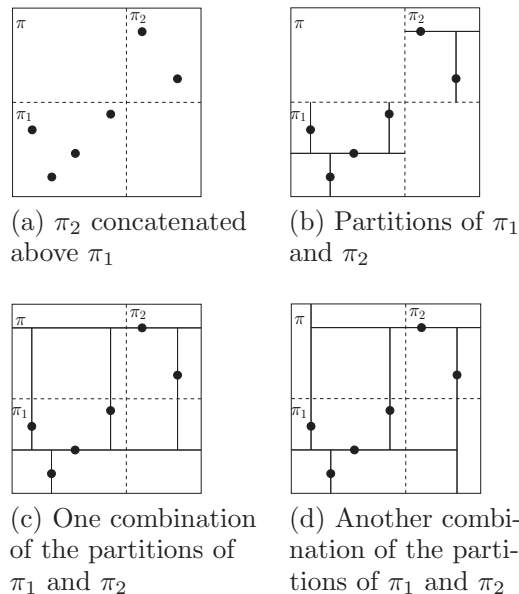 π
π₂
π₁
π
π₂
π₁
(a) π₂ concatenated
above π₁
(b) Partitions of π₁
and π₂
π
π₂
π₁
π
π₂
π₁
(c) One combination
of the partitions of
π₁ and π₂
(d) Another combi-
nation of the parti-
tions of π₁ and π₂